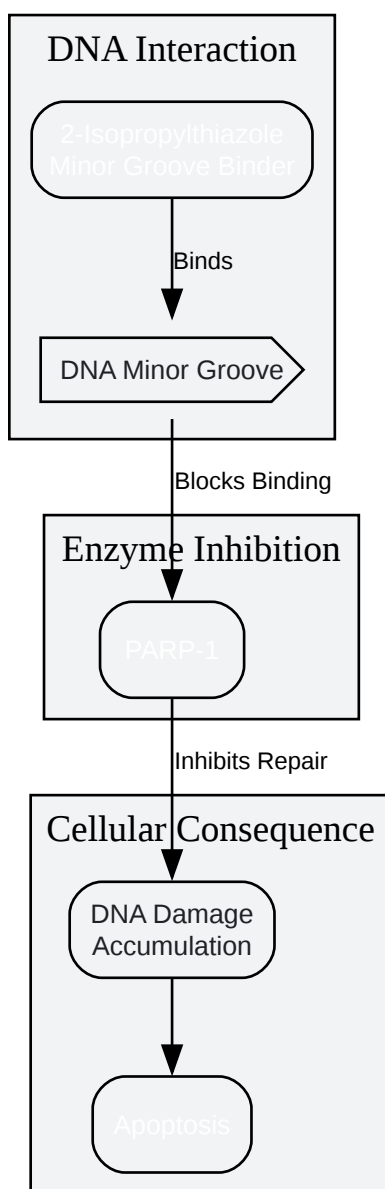 DNA Interaction
2-Isopropylthiazole
Minor Groove Binder
Binds
DNA Minor Groove
Blocks Binding
Enzyme Inhibition
PARP-1
Inhibits Repair
Cellular Consequence
DNA Damage
Accumulation
Apoptosis